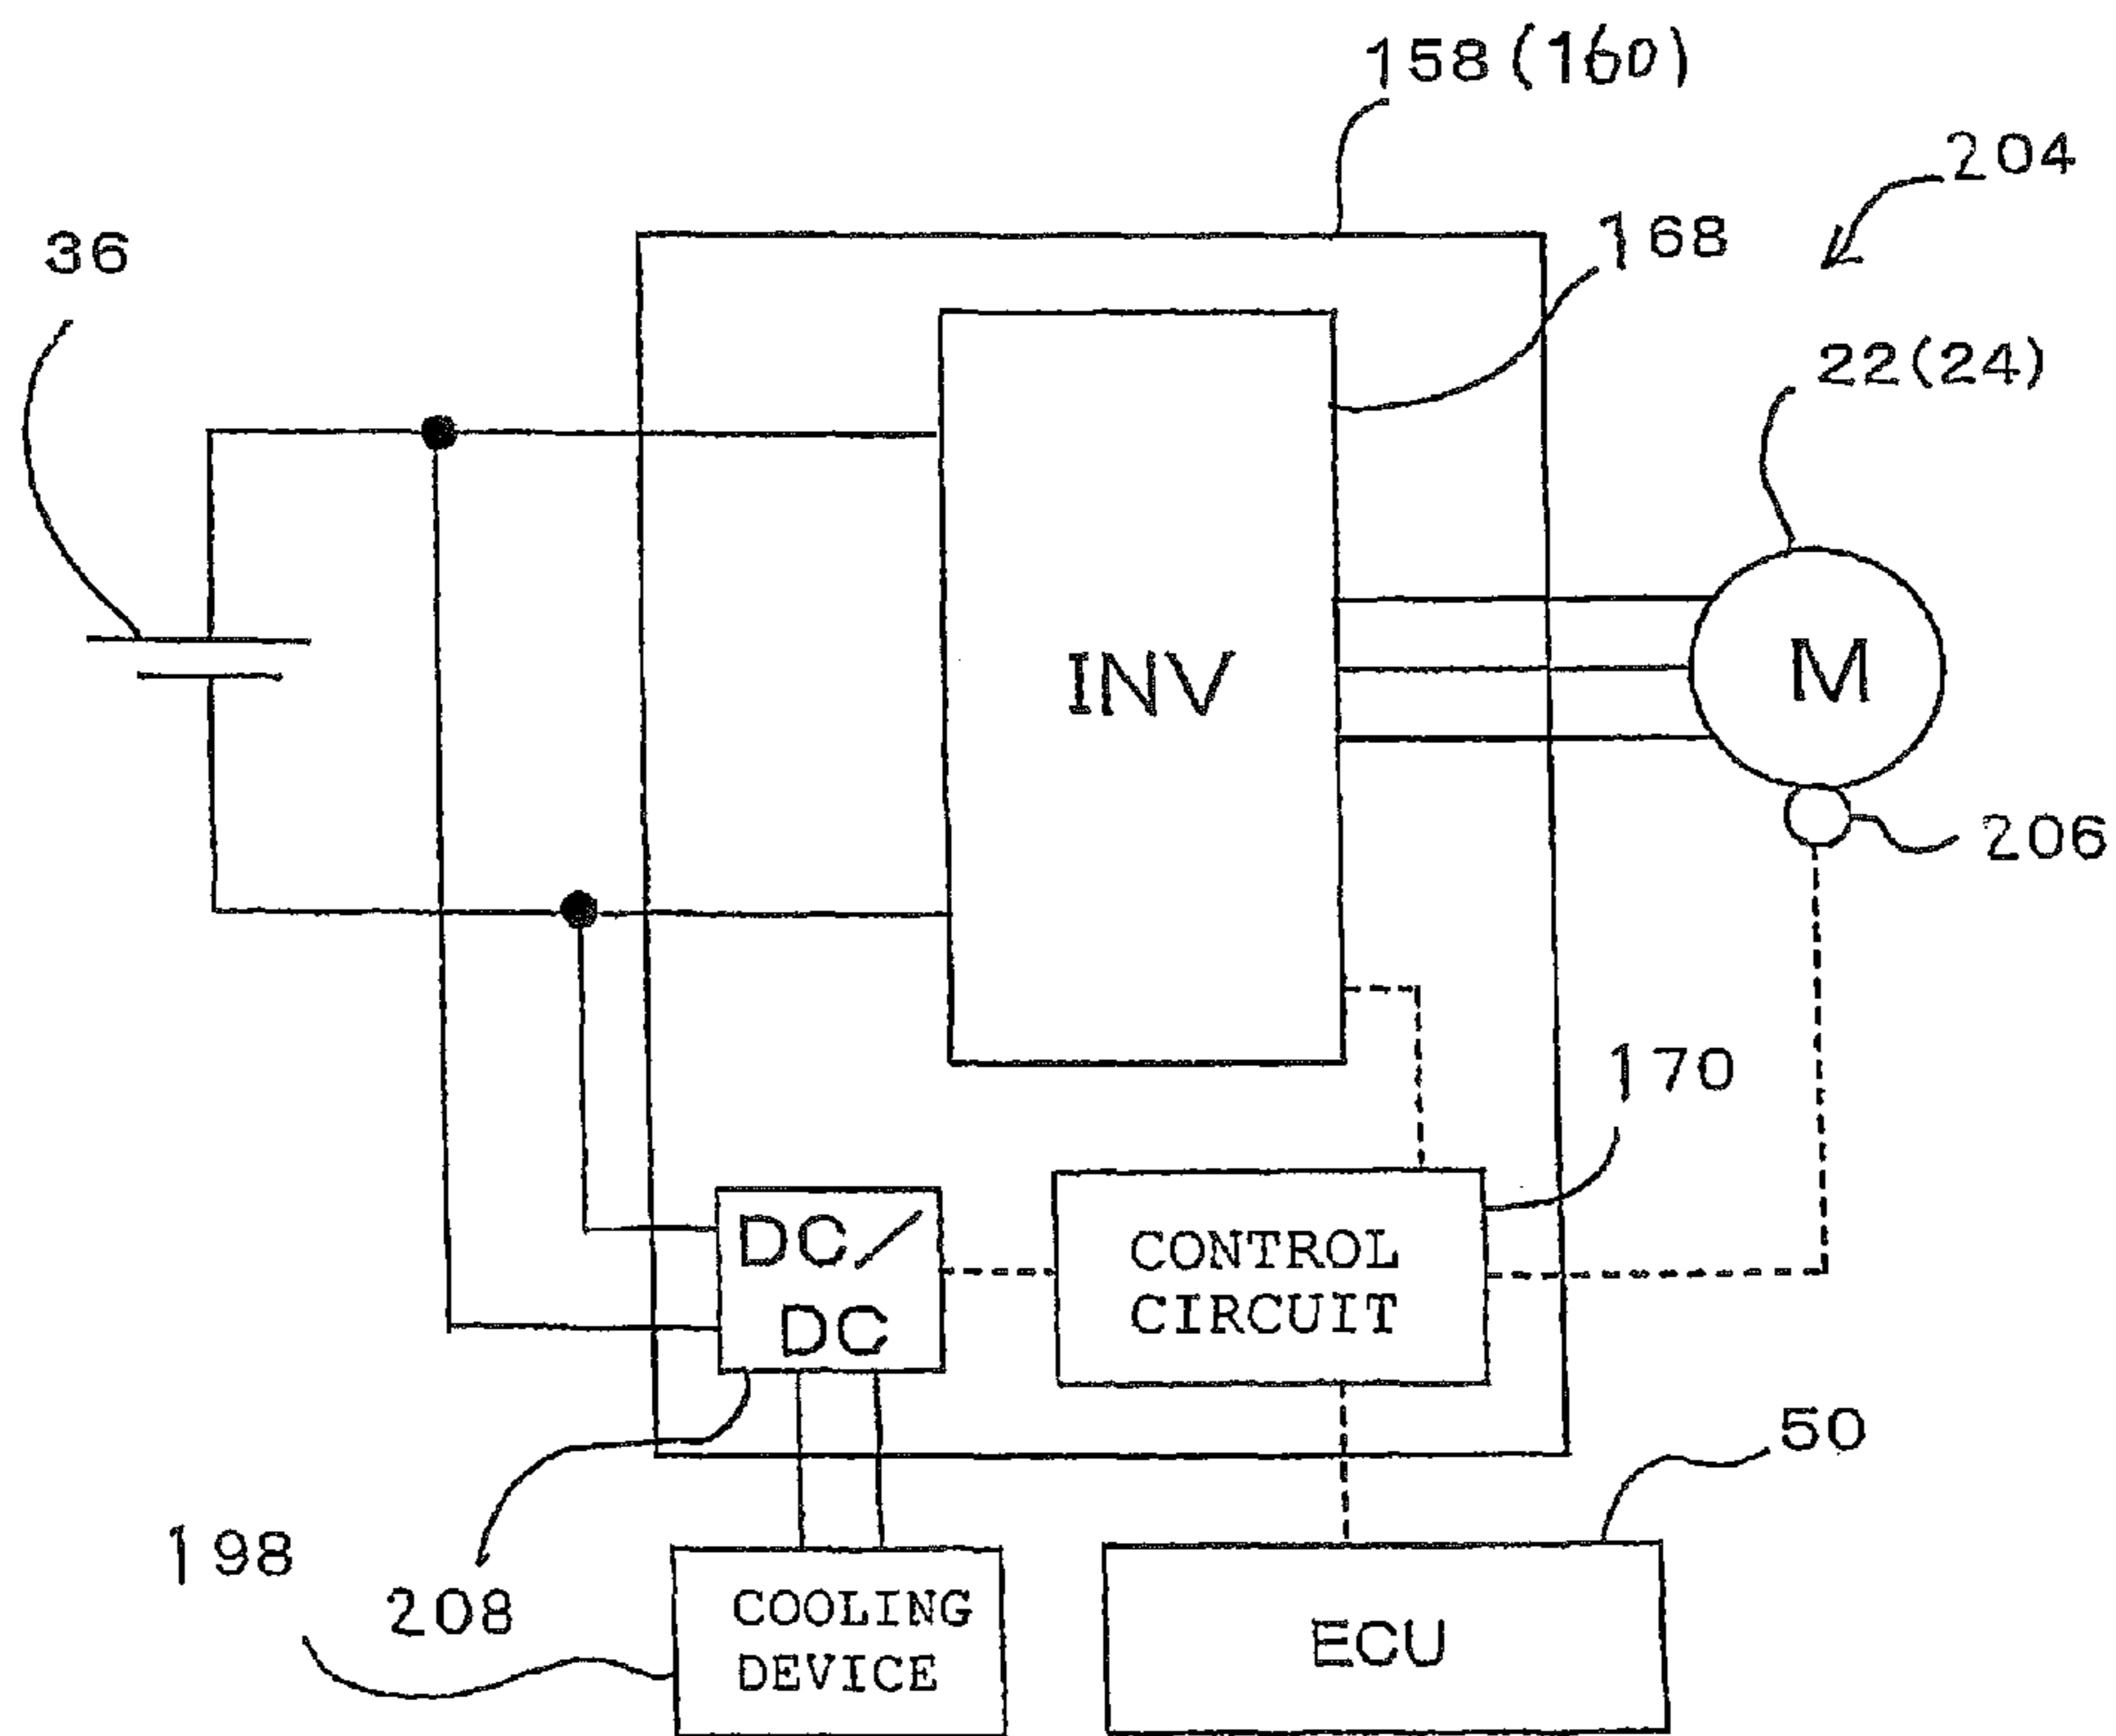 158(160)
204
36
168
22(24)
INV
M
206
170
DC/
DC
CONTROL
CIRCUIT
50
198
208
COOLING
DEVICE
ECU